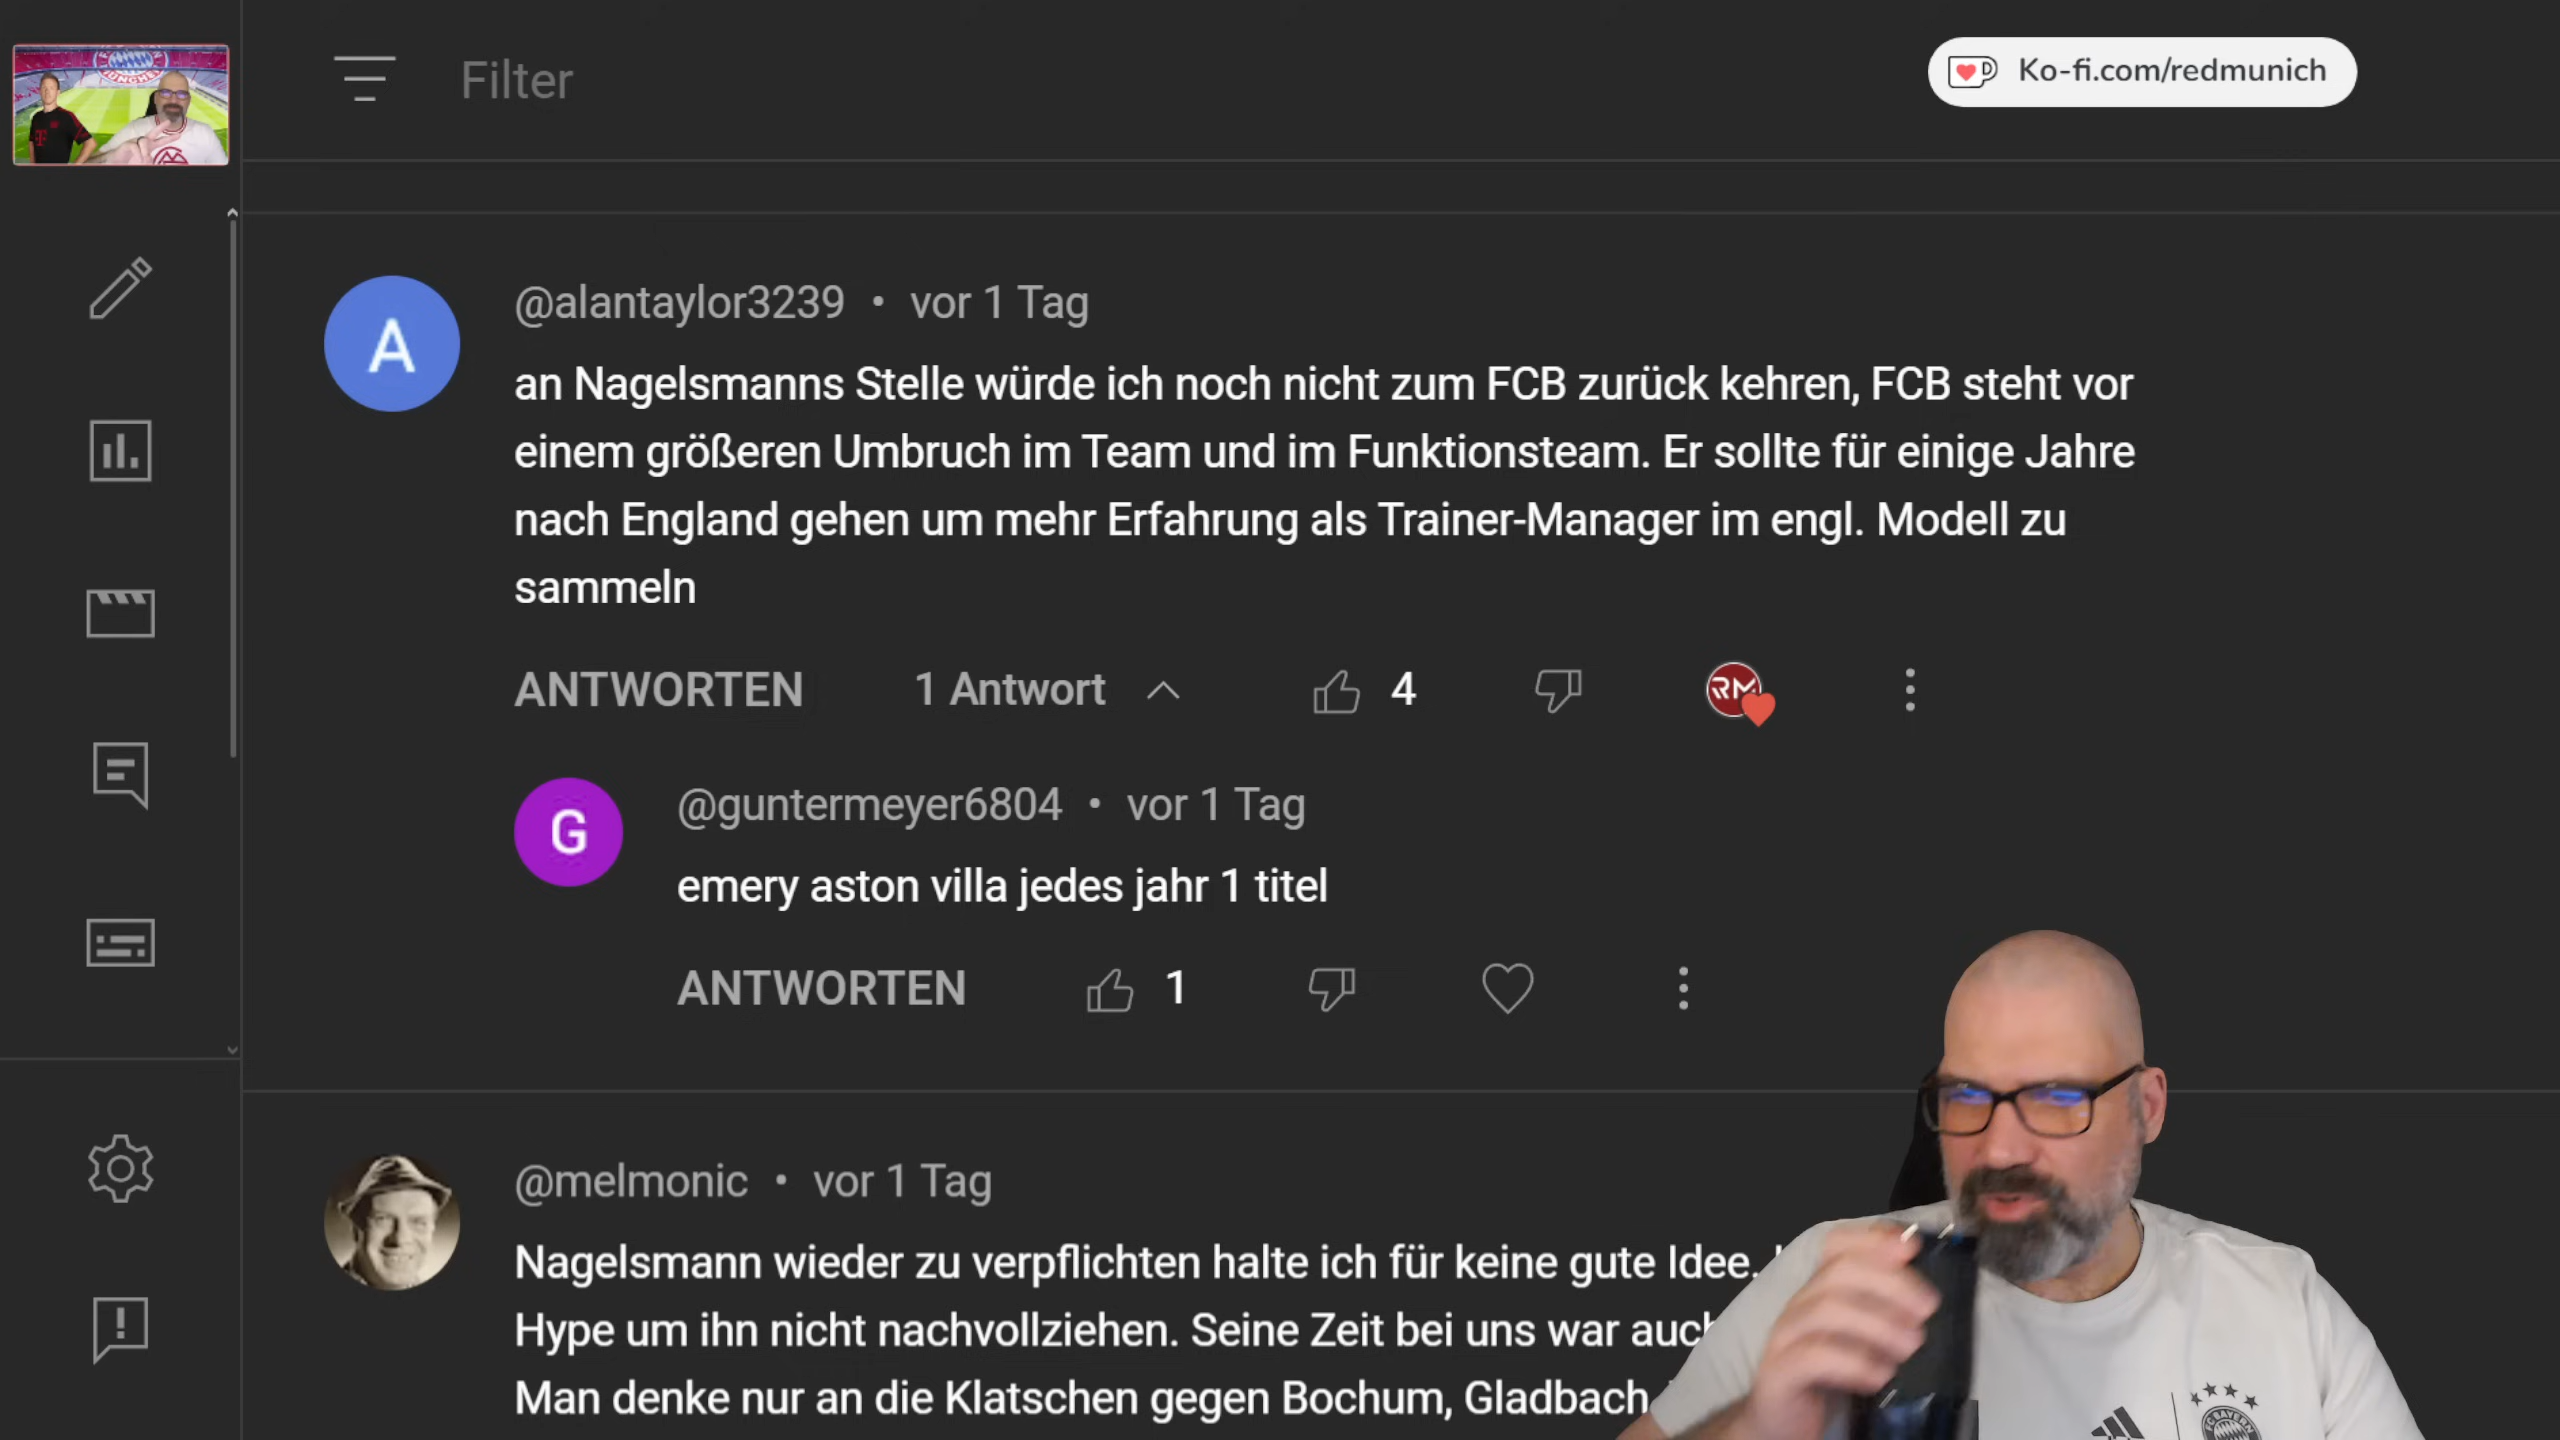 Filter
Ko-fi.com/redmunich
A
@alantaylor3239 • vor 1 Tag
an Nagelsmanns Stelle würde ich noch nicht zum FCB zurück kehren, FCB steht vor
einem größeren Umbruch im Team und im Funktionsteam. Er sollte für einige Jahre
nach England gehen um mehr Erfahrung als Trainer-Manager im engl. Modell zu
sammeln
ANTWORTEN 1 Antwort 4 RM
G
@guntermeyer6804 • vor 1 Tag
emery aston villa jedes jahr 1 titel
ANTWORTEN 1
@melmonic • vor 1 Tag
Nagelsmann wieder zu verpflichten halte ich für keine gute Idee.
Hype um ihn nicht nachvollziehen. Seine Zeit bei uns war auch
Man denke nur an die Klatschen gegen Bochum, Gladbach